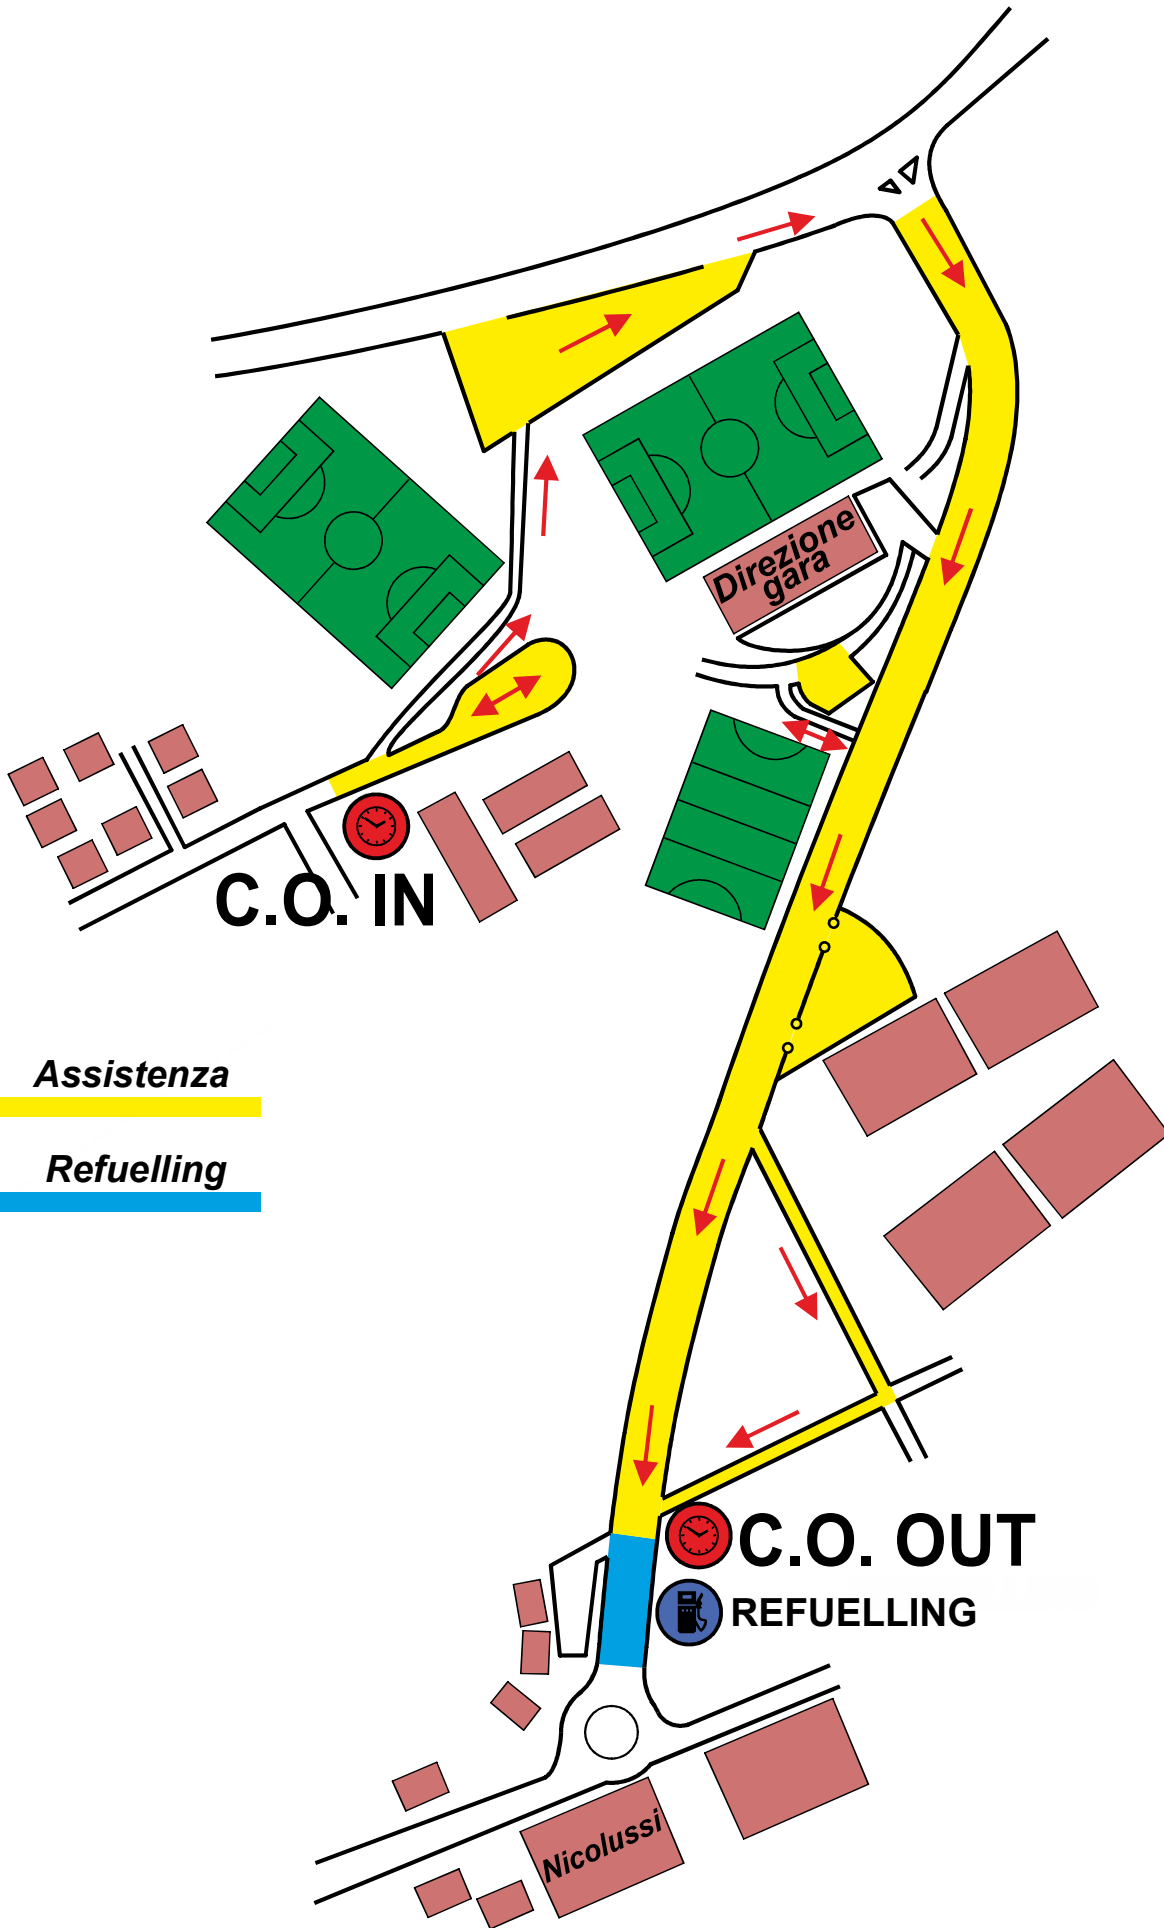 Direzione
gara
C.O. IN
Assistenza
Refuelling
C.O. OUT
REFUELLING
Nicolussi